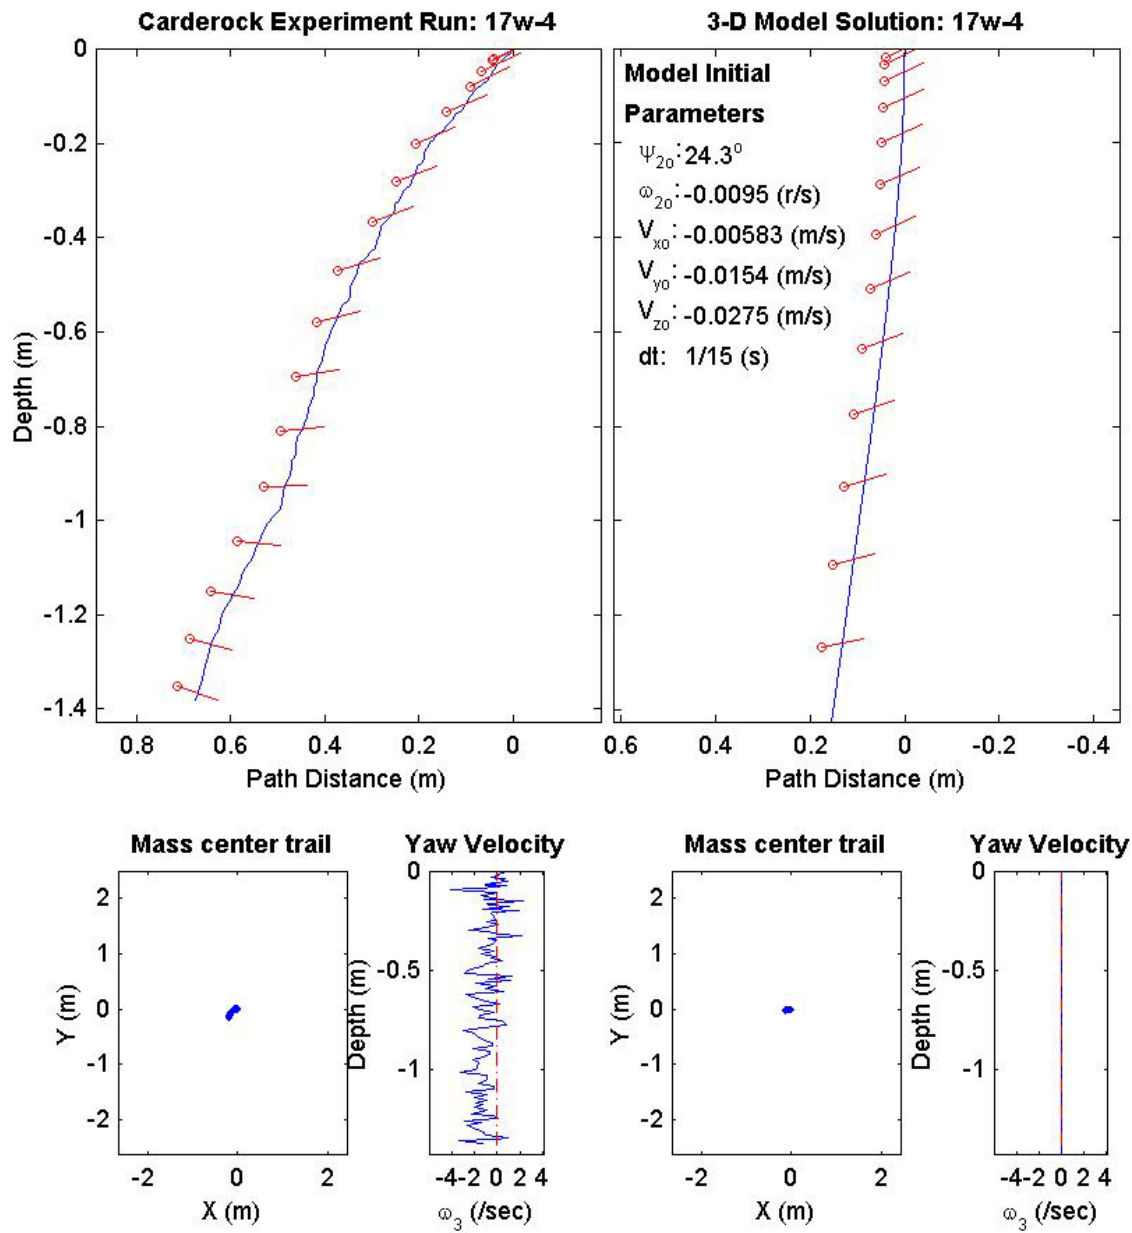 Carderock Experiment Run: 17w-4
0
-0.2
-0.4
-0.6
-0.8
-1
-1.2
-1.4
Depth (m)
0.8 0.6 0.4 0.2 0
Path Distance (m)
3-D Model Solution: 17w-4
Model Initial
Parameters
Ψ2o: 24.3o
ω2o: -0.0095 (r/s)
Vxo: -0.00583 (m/s)
Vyo: -0.0154 (m/s)
Vzo: -0.0275 (m/s)
dt: 1/15 (s)
0.6 0.4 0.2 0 -0.2 -0.4
Path Distance (m)
Mass center trail
2
1
0
-1
-2
Y (m)
-2 0 2
X (m)
Yaw Velocity
0
-0.5
-1
Depth (m)
-4 -2 0 2 4
ω3 (/sec)
Mass center trail
2
1
0
-1
-2
Y (m)
-2 0 2
X (m)
Yaw Velocity
0
-0.5
-1
Depth (m)
-4 -2 0 2 4
ω3 (/sec)